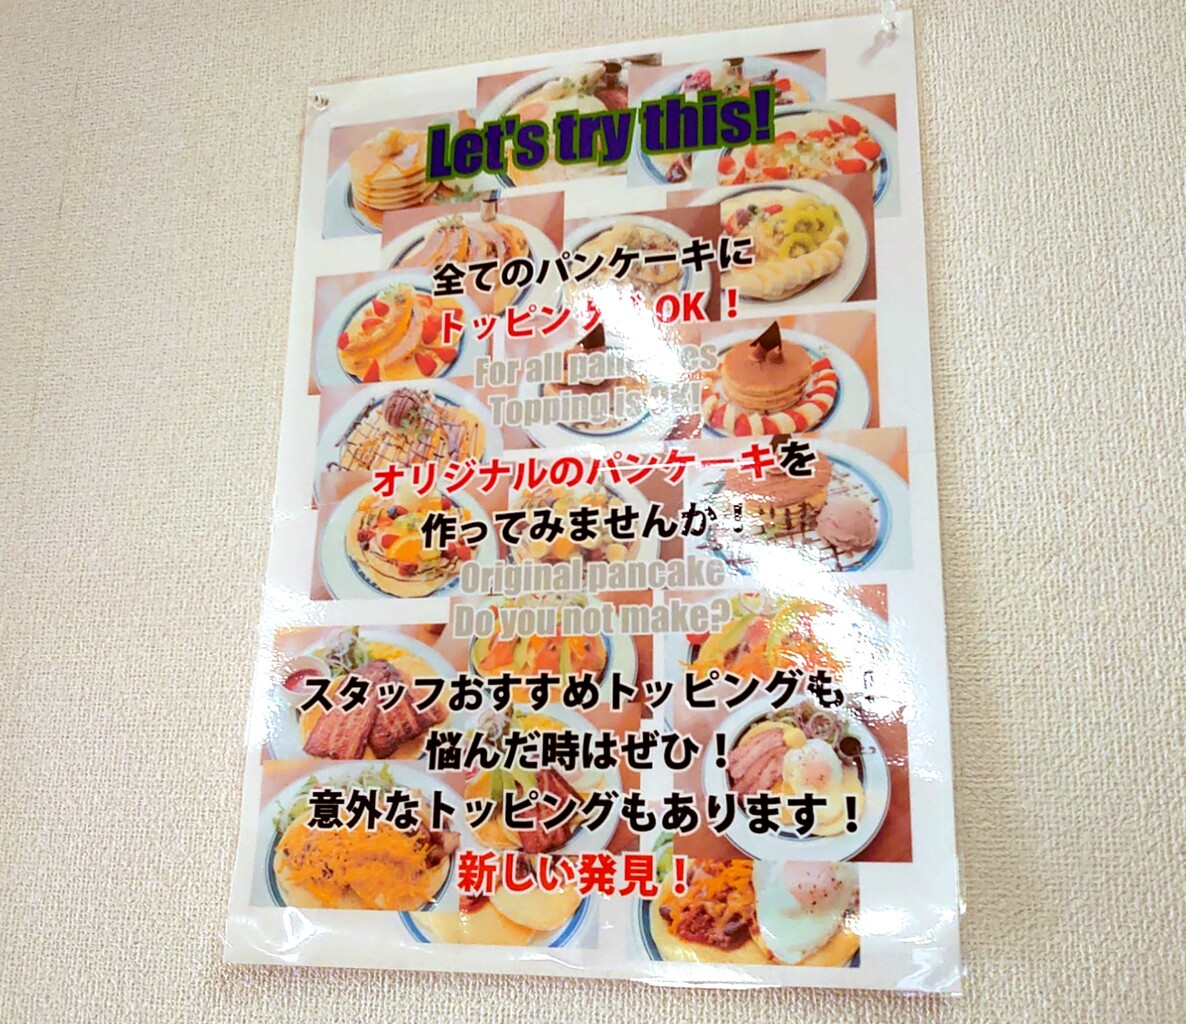 Let's try this!
全てのパンケーキに
トッピングが OK！
For all pancakes
Topping is OK!
オリジナルのパンケーキを
作ってみませんか！
Original pancake
Do you not make?
スタッフおすすめトッピングも！
悩んだ時はぜひ！
意外なトッピングもあります！
新しい発見！